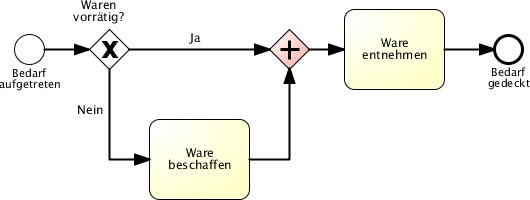 Waren
vorrätig?
Ja
Ware
entnehmen
Bedarf
aufgetreten
Bedarf
gedeckt
Nein
Ware
beschaffen